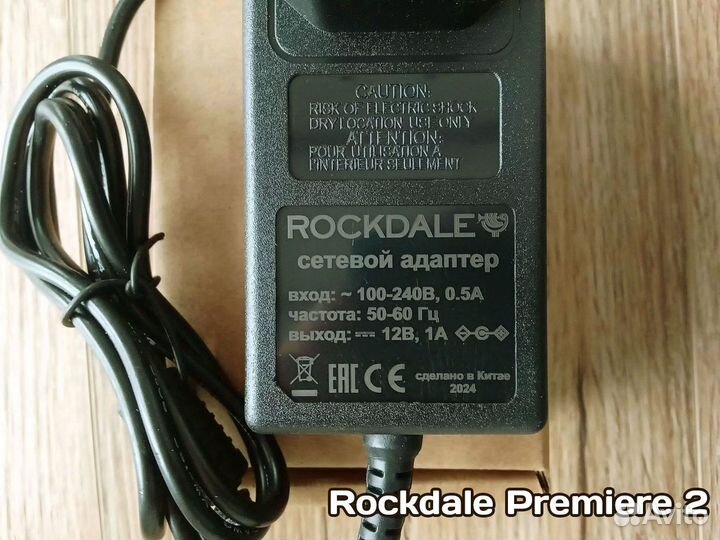 CAUTION:
RISK OF ELECTRIC SHOCK
DRY LOCATION USE ONLY
ATTENTION:
POUR UTILISATION A
l'INTERIEUR SEULEMENT
ROCKDALE
сетевой адаптер
вход: ~ 100-240В, 0.5А
частота: 50-60 Гц
выход: ⎓ 12В, 1А
EAC CE
сделано в Китае
2024
Rockdale Premiere 2
Avito